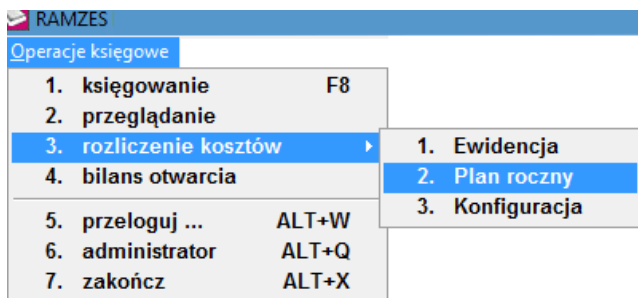 RAMZES
Operacje księgowe
1. księgowanie F8
2. przeglądanie
3. rozliczenie kosztów
4. bilans otwarcia
5. przeloguj ... ALT+W
6. administrator ALT+Q
7. zakończ ALT+X
1. Ewidencja
2. Plan roczny
3. Konfiguracja